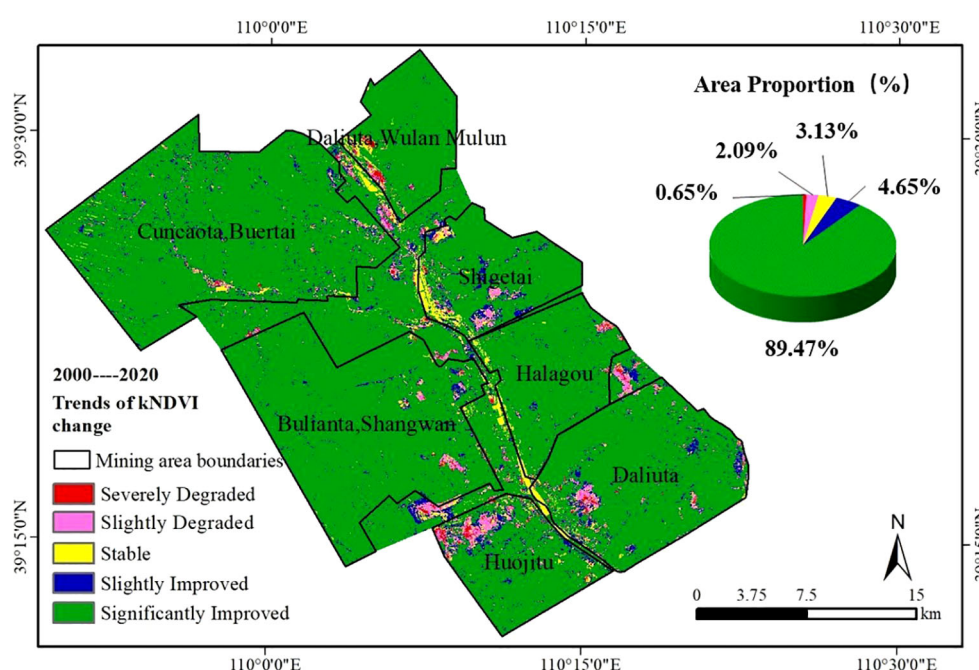 110°0'0"E
110°15'0"E
110°30'0"E
39°30'0"N
39°15'0"N
Area Proportion (%)
3.13%
2.09%
4.65%
0.65%
89.47%
Daliuta,Wulan Mulun
Cuncaota,Buertai
Shigetai
Halagou
Bulianta,Shangwan
Daliuta
Huojitu
2000----2020
Trends of kNDVI
change
Mining area boundaries
Severely Degraded
Slightly Degraded
Stable
Slightly Improved
Significantly Improved
N
0 3.75 7.5 15
km
110°0'0"E
110°15'0"E
110°30'0"E